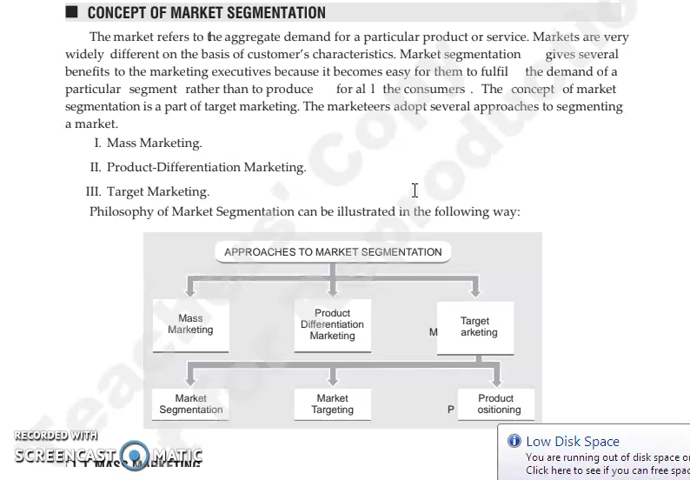 CONCEPT OF MARKET SEGMENTATION
The market refers to the aggregate demand for a particular product or service. Markets are very
widely different on the basis of customer's characteristics. Market segmentation gives several
benefits to the marketing executives because it becomes easy for them to fulfil the demand of a
particular segment rather than to produce for al l the consumers . The concept of market
segmentation is a part of target marketing. The marketeers adopt several approaches to segmenting
a market.
I. Mass Marketing.
II. Product-Differentiation Marketing.
III. Target Marketing.
Philosophy of Market Segmentation can be illustrated in the following way:
APPROACHES TO MARKET SEGMENTATION
Mass
Marketing
Product
Differentiation
Marketing
Target
M arketing
Market
Segmentation
Market
Targeting
Product
P ositioning
Teachers' Copy
Not for Reproduction
RECORDED WITH
SCREENCAST MATIC
MASS MARKETING
Low Disk Space
You are running out of disk space o
Click here to see if you can free spac